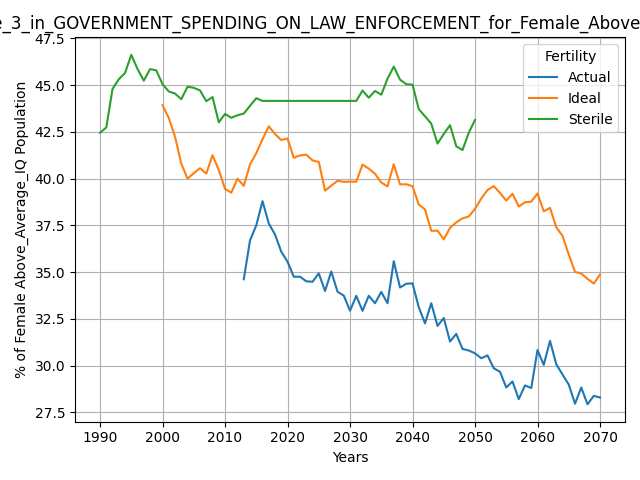 e_3_in_GOVERNMENT_SPENDING_ON_LAW_ENFORCEMENT_for_Female_Above
47.5
45.0
42.5
40.0
37.5
35.0
32.5
30.0
27.5
% of Female Above_Average_IQ Population
Fertility
Actual
Ideal
Sterile
1990 2000 2010 2020 2030 2040 2050 2060 2070
Years